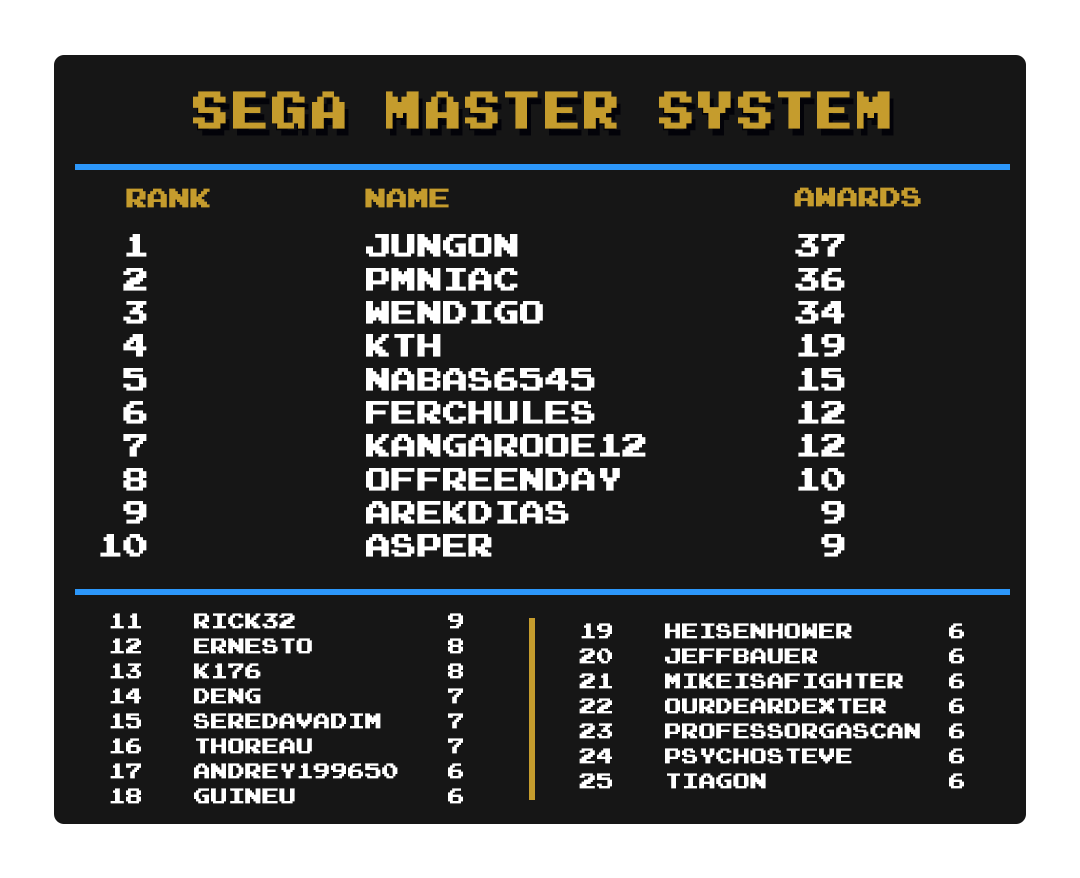 SEGA MASTER SYSTEM
RANK NAME AWARDS
1 JUNGON 37
2 PMNIAC 36
3 WENDIGO 34
4 KTH 19
5 NABAS6545 15
6 FERCHULES 12
7 KANGAROOE12 12
8 OFFREENDAY 10
9 AREKDIAS 9
10 ASPER 9
11 RICK32 9
12 ERNESTO 8
13 K176 8
14 DENG 7
15 SEREDAVADIM 7
16 THOREAU 7
17 ANDREY199650 6
18 GUINEU 6
19 HEISENHOWER 6
20 JEFFBAUER 6
21 MIKEISAFIGHTER 6
22 OURDEARDEXTER 6
23 PROFESSORGASCAN 6
24 PSYCHOSTEVE 6
25 TIAGON 6